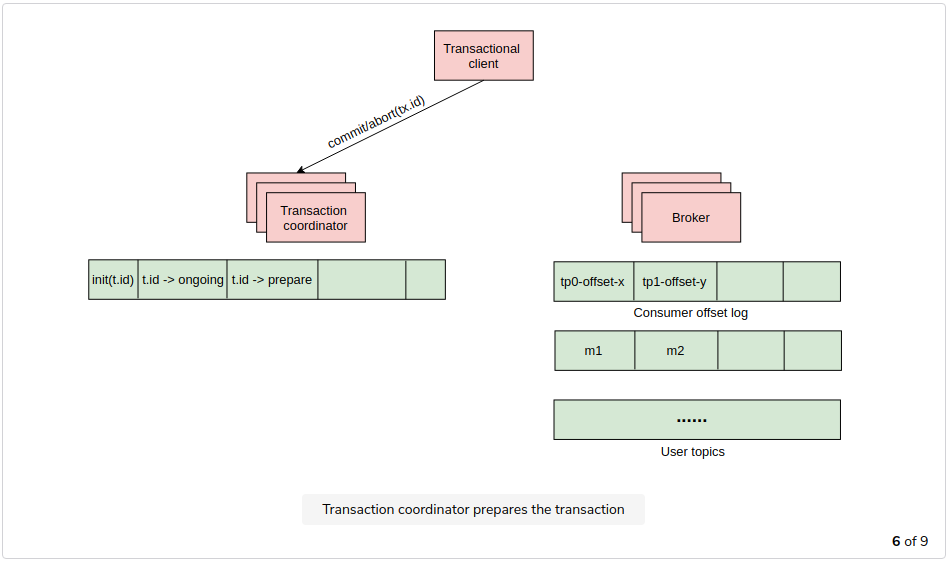 Transactional
client
commit/abort(tx.id)
Transaction
coordinator
Broker
init(t.id) t.id -> ongoing t.id -> prepare
tp0-offset-x tp1-offset-y
Consumer offset log
m1 m2
......
User topics
Transaction coordinator prepares the transaction
6 of 9